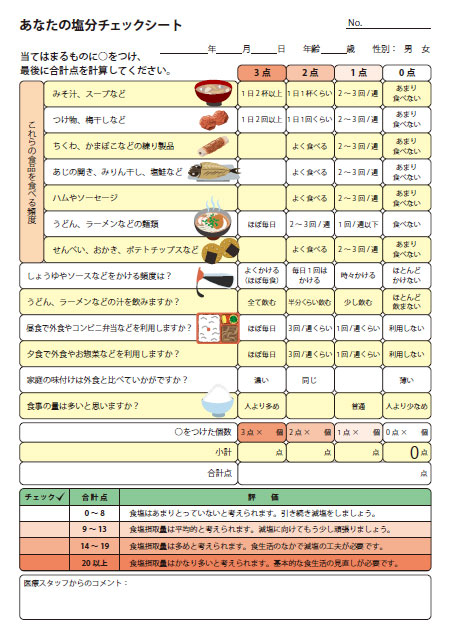 あなたの塩分チェックシート
No.
当てはまるものに○をつけ、
最後に合計点を計算してください。
年 月 日 年齢 歳 性別： 男 女
3点 2点 1点 0点
これらの食品を食べる頻度
みそ汁、スープなど 1日2杯以上 1日1杯くらい 2～3回/週 あまり食べない
つけ物、梅干しなど 1日2回以上 1日1回くらい 2～3回/週 あまり食べない
ちくわ、かまぼこなどの練り製品 よく食べる 2～3回/週 あまり食べない
あじの開き、みりん干し、塩鮭など よく食べる 2～3回/週 あまり食べない
ハムやソーセージ よく食べる 2～3回/週 あまり食べない
うどん、ラーメンなどの麺類 ほぼ毎日 2～3回/週 1回/週以下 食べない
せんべい、おかき、ポテトチップスなど よく食べる 2～3回/週 あまり食べない
しょうゆやソースなどをかける頻度は？ よくかける（ほぼ毎食） 毎日1回はかける 時々かける ほとんどかけない
うどん、ラーメンなどの汁を飲みますか？ 全て飲む 半分くらい飲む 少し飲む ほとんど飲まない
昼食で外食やコンビニ弁当などを利用しますか？ ほぼ毎日 3回/週くらい 1回/週くらい 利用しない
夕食で外食やお惣菜などを利用しますか？ ほぼ毎日 3回/週くらい 1回/週くらい 利用しない
家庭の味付けは外食と比べていかがですか？ 濃い 同じ 薄い
食事の量は多いと思いますか？ 人より多め 普通 人より少なめ
○をつけた個数 3点× 個 2点× 個 1点× 個 0点× 個
小計 点 点 点 0点
合計点 点
チェック✓ 合計点 評 価
0～8 食塩はあまりとっていないと考えられます。引き続き減塩をしましょう。
9～13 食塩摂取量は平均的と考えられます。減塩に向けてもう少し頑張りましょう。
14～19 食塩摂取量は多めと考えられます。食生活のなかで減塩の工夫が必要です。
20以上 食塩摂取量はかなり多いと考えられます。基本的な食生活の見直しが必要です。
医療スタッフからのコメント：